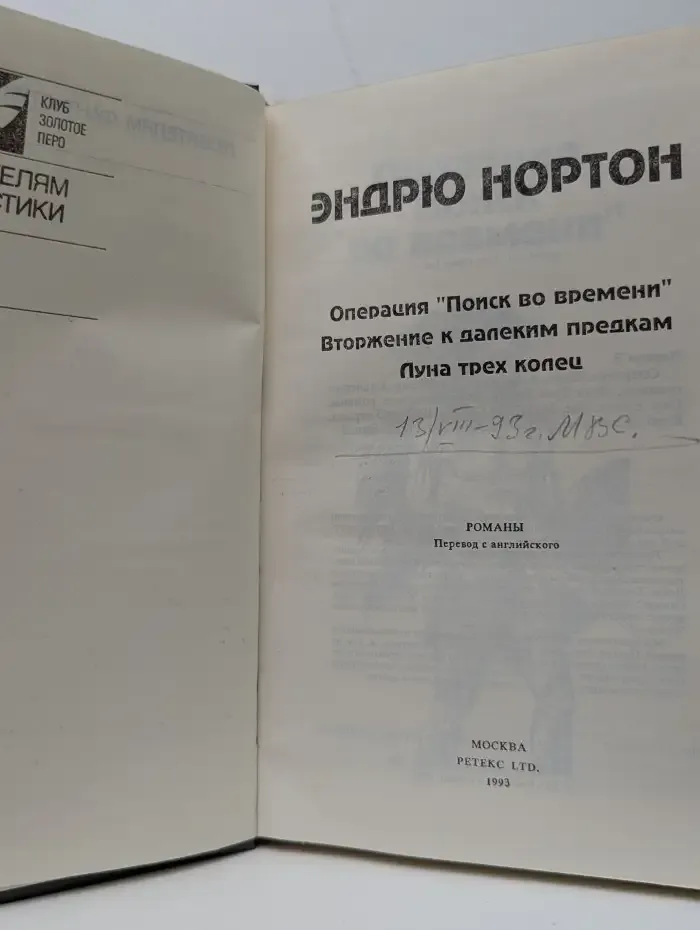 КЛУБ
ЗОЛОТОЕ
ПЕРО
ЕЛЯМ
СТИКИ
ЭНДРЮ НОРТОН
Операция "Поиск во времени"
Вторжение к далеким предкам
Луна трех колец
13/VIII-93г. МВС.
РОМАНЫ
Перевод с английского
МОСКВА
РЕТЕКС LTD.
1993